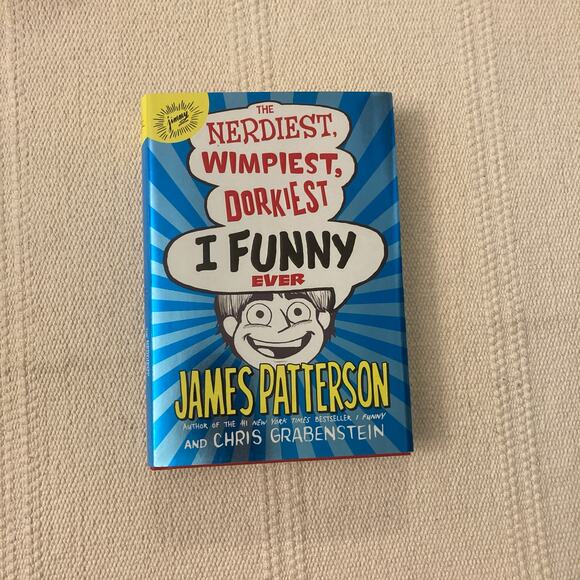 jimmy
THE
NERDIEST,
WIMPIEST,
DORKIEST
I FUNNY
EVER
JAMES PATTERSON
AUTHOR OF THE #1 NEW YORK TIMES BESTSELLER I FUNNY
AND CHRIS GRABENSTEIN